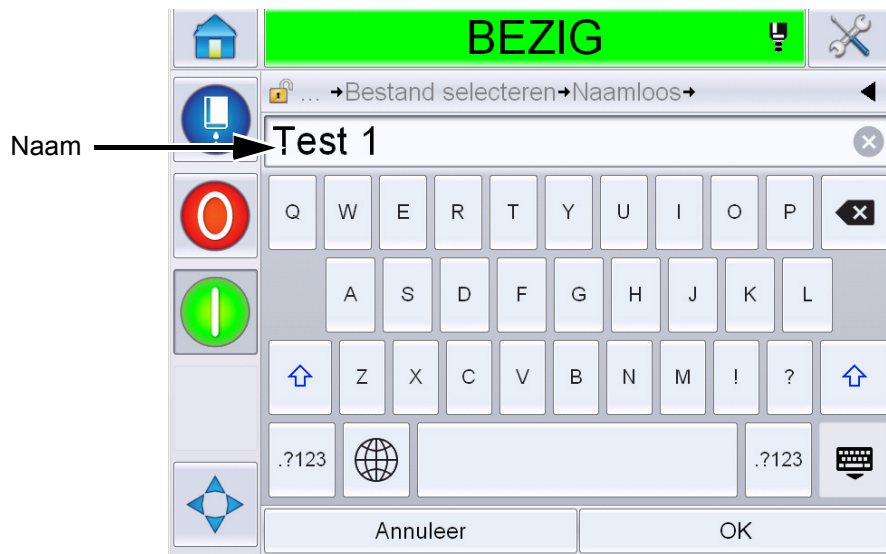 BEZIG
... →Bestand selecteren→Naamloos→
Naam
Test 1
Q W E R T Y U I O P
A S D F G H J K L
Z X C V B N M ! ?
.?123 .?123
Annuleer OK